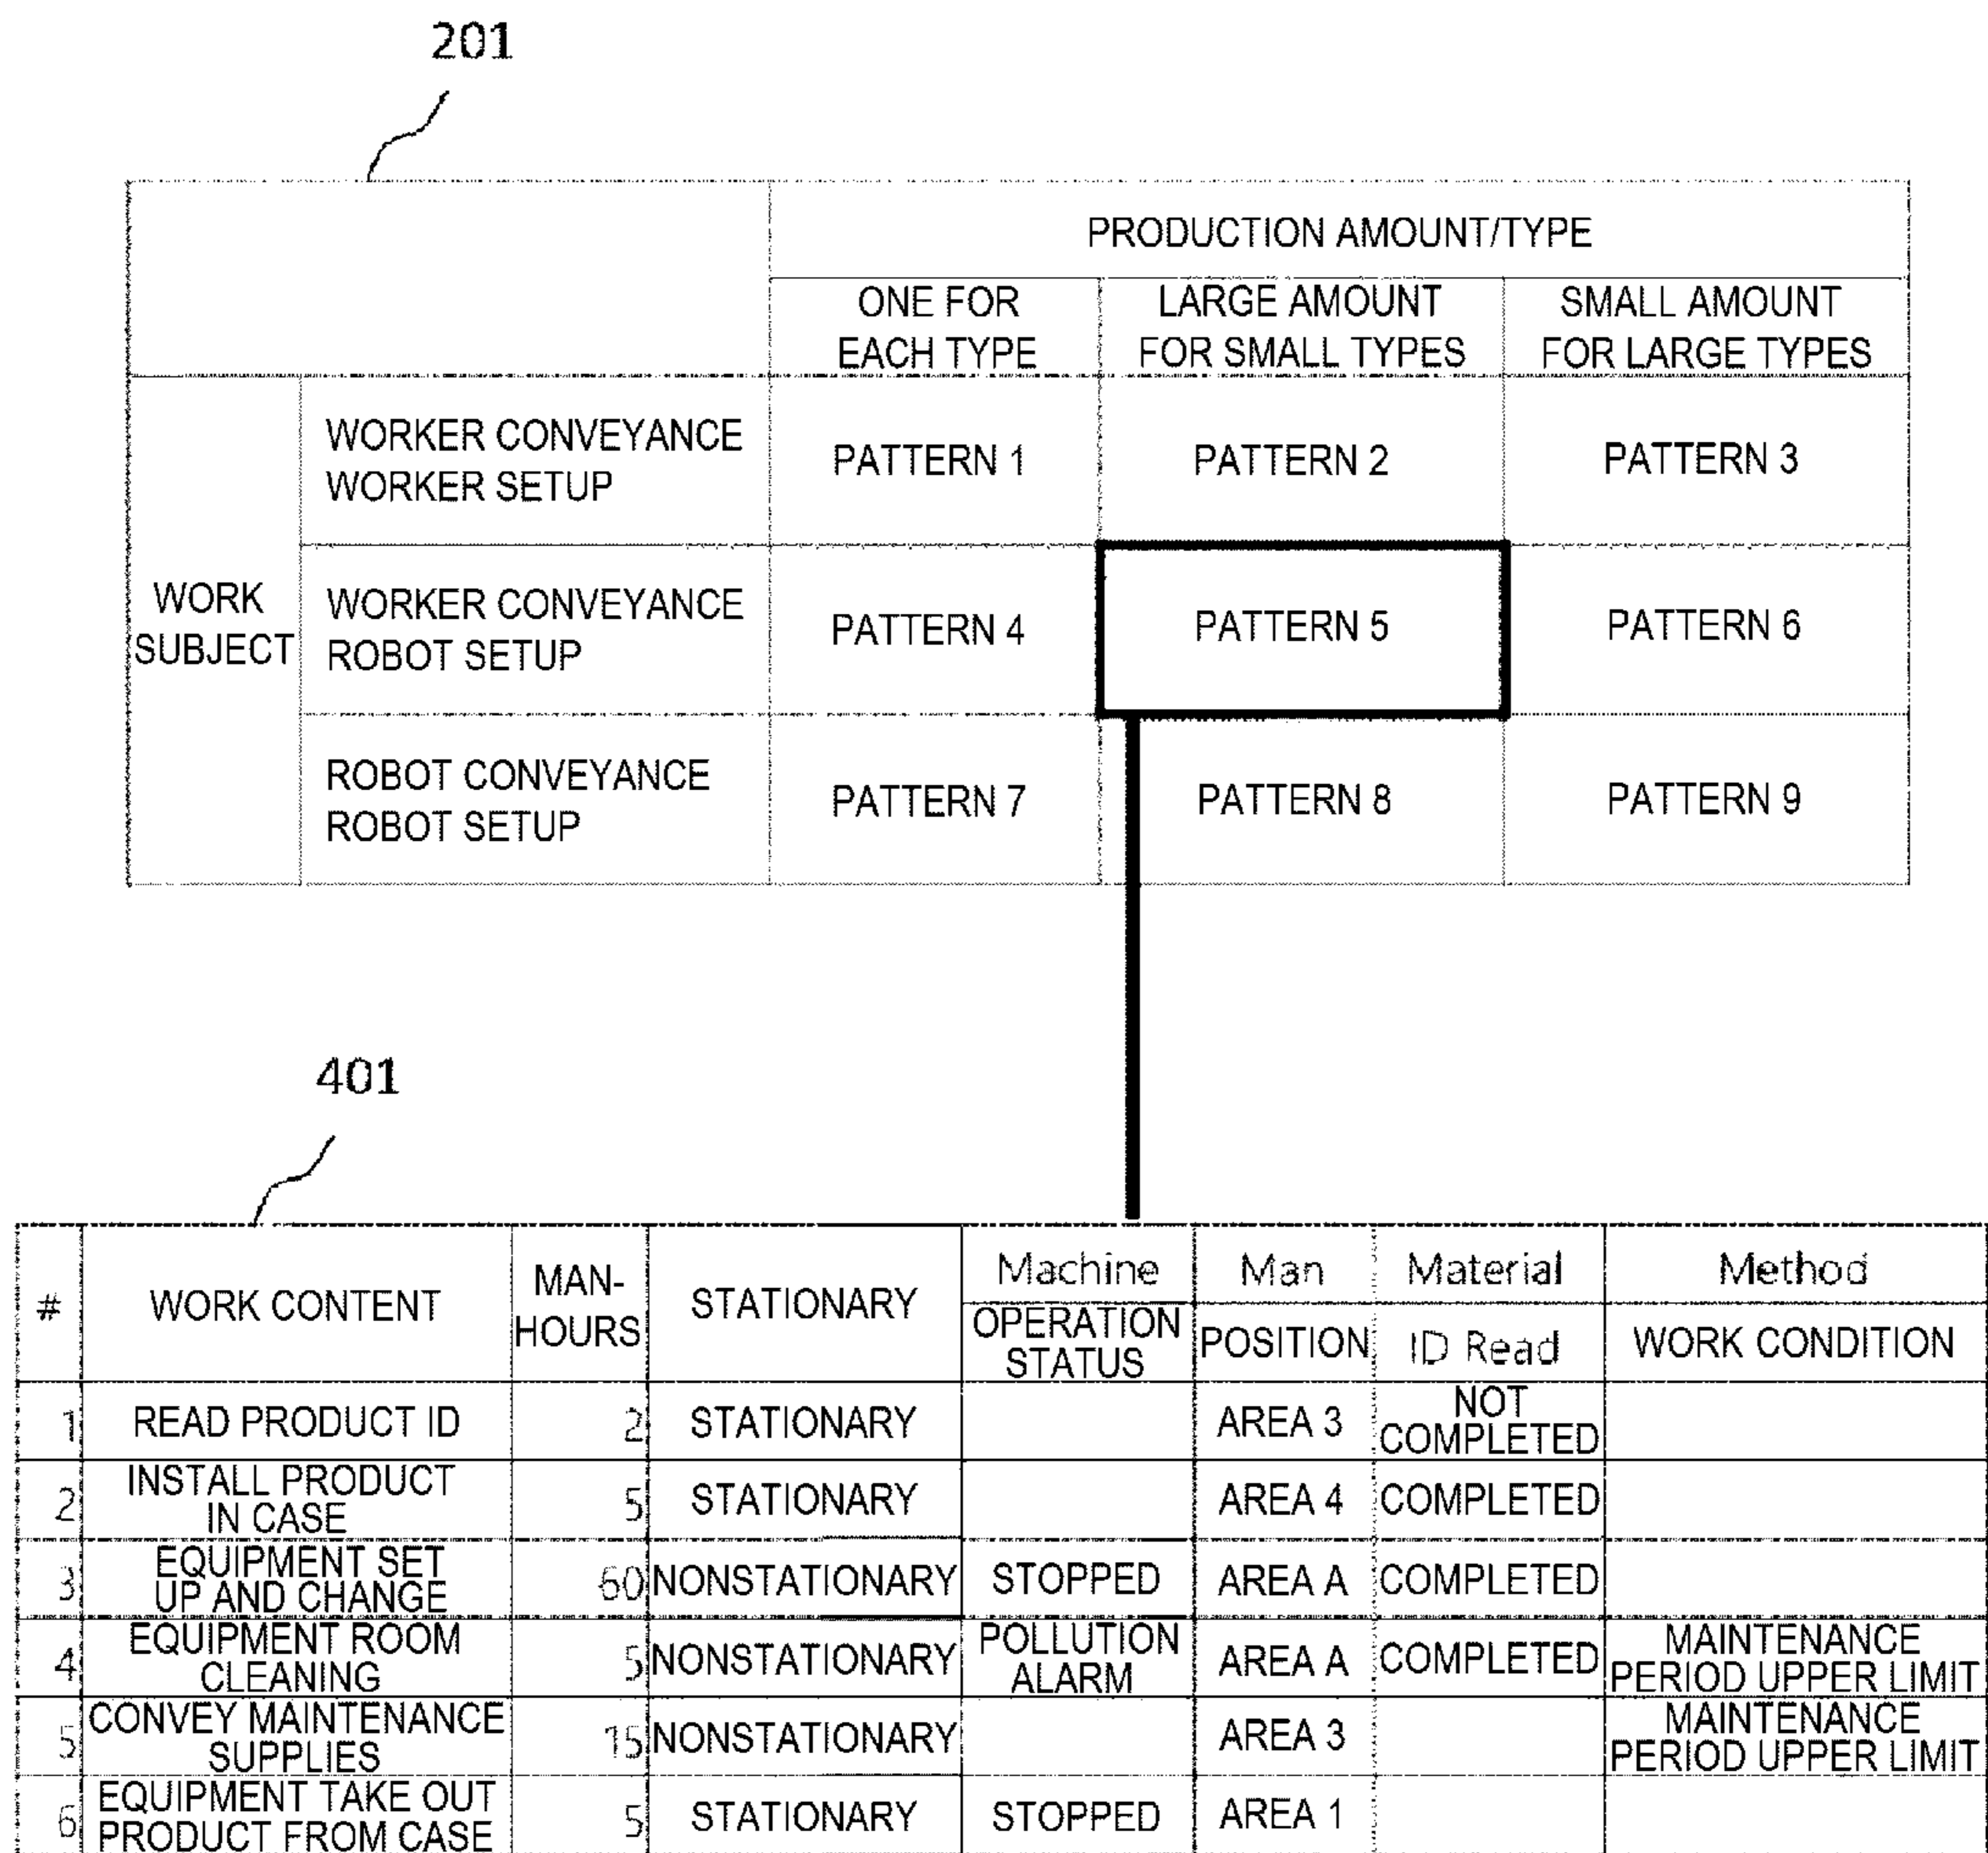 201
PRODUCTION AMOUNT/TYPE
ONE FOR
EACH TYPE
LARGE AMOUNT
FOR SMALL TYPES
SMALL AMOUNT
FOR LARGE TYPES
WORK
SUBJECT
WORKER CONVEYANCE
WORKER SETUP
PATTERN 1
PATTERN 2
PATTERN 3
WORKER CONVEYANCE
ROBOT SETUP
PATTERN 4
PATTERN 5
PATTERN 6
ROBOT CONVEYANCE
ROBOT SETUP
PATTERN 7
PATTERN 8
PATTERN 9
401
#
WORK CONTENT
MAN-
HOURS
STATIONARY
Machine
OPERATION
STATUS
Man
POSITION
Material
ID Read
Method
WORK CONDITION
1
READ PRODUCT ID
2
STATIONARY
AREA 3
NOT
COMPLETED
2
INSTALL PRODUCT
IN CASE
5
STATIONARY
AREA 4
COMPLETED
3
EQUIPMENT SET
UP AND CHANGE
60
NONSTATIONARY
STOPPED
AREA A
COMPLETED
4
EQUIPMENT ROOM
CLEANING
5
NONSTATIONARY
POLLUTION
ALARM
AREA A
COMPLETED
MAINTENANCE
PERIOD UPPER LIMIT
5
CONVEY MAINTENANCE
SUPPLIES
15
NONSTATIONARY
AREA 3
MAINTENANCE
PERIOD UPPER LIMIT
6
EQUIPMENT TAKE OUT
PRODUCT FROM CASE
5
STATIONARY
STOPPED
AREA 1